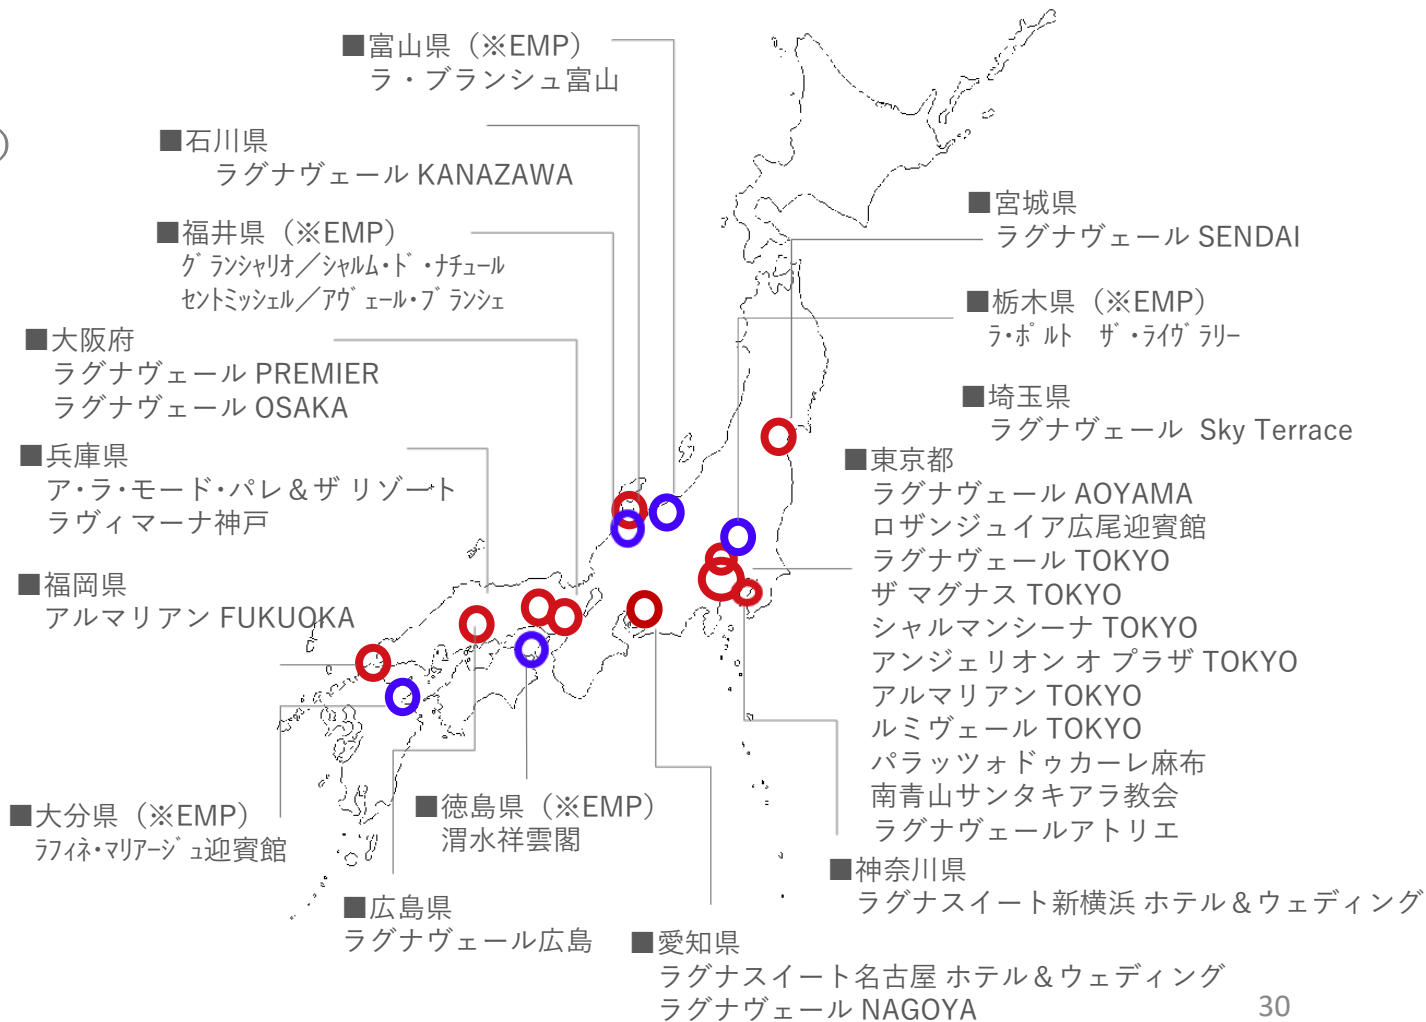 ■富山県（※EMP）
ラ・ブランシュ富山
）
■石川県
ラグナヴェール KANAZAWA
■福井県（※EMP）
ｸﾞﾗﾝｼｬﾘｵ／ｼｬﾙﾑ・ﾄﾞ・ﾅﾁｭｰﾙ
ｾﾝﾄﾐｯｼｪﾙ／ｱｳﾞｪｰﾙ・ﾌﾞﾗﾝｼｪ
■大阪府
ラグナヴェール PREMIER
ラグナヴェール OSAKA
■兵庫県
ア・ラ・モード・パレ＆ザ リゾート
ラヴィマーナ神戸
■福岡県
アルマリアン FUKUOKA
■宮城県
ラグナヴェール SENDAI
■栃木県（※EMP）
ﾗ・ﾎﾟﾙﾄ ｻﾞ・ﾗｲｳﾞﾗﾘｰ
■埼玉県
ラグナヴェール Sky Terrace
■東京都
ラグナヴェール AOYAMA
ロザンジュイア広尾迎賓館
ラグナヴェール TOKYO
ザ マグナス TOKYO
シャルマンシーナ TOKYO
アンジェリオン オ プラザ TOKYO
アルマリアン TOKYO
ルミヴェール TOKYO
パラッツォドゥカーレ麻布
南青山サンタキアラ教会
ラグナヴェールアトリエ
■大分県（※EMP）
ﾗﾌｨﾈ・ﾏﾘｱｰｼﾞｭ迎賓館
■徳島県（※EMP）
渭水祥雲閣
■広島県
ラグナヴェール広島
■神奈川県
ラグナスイート新横浜 ホテル＆ウェディング
■愛知県
ラグナスイート名古屋 ホテル＆ウェディング
ラグナヴェール NAGOYA
30